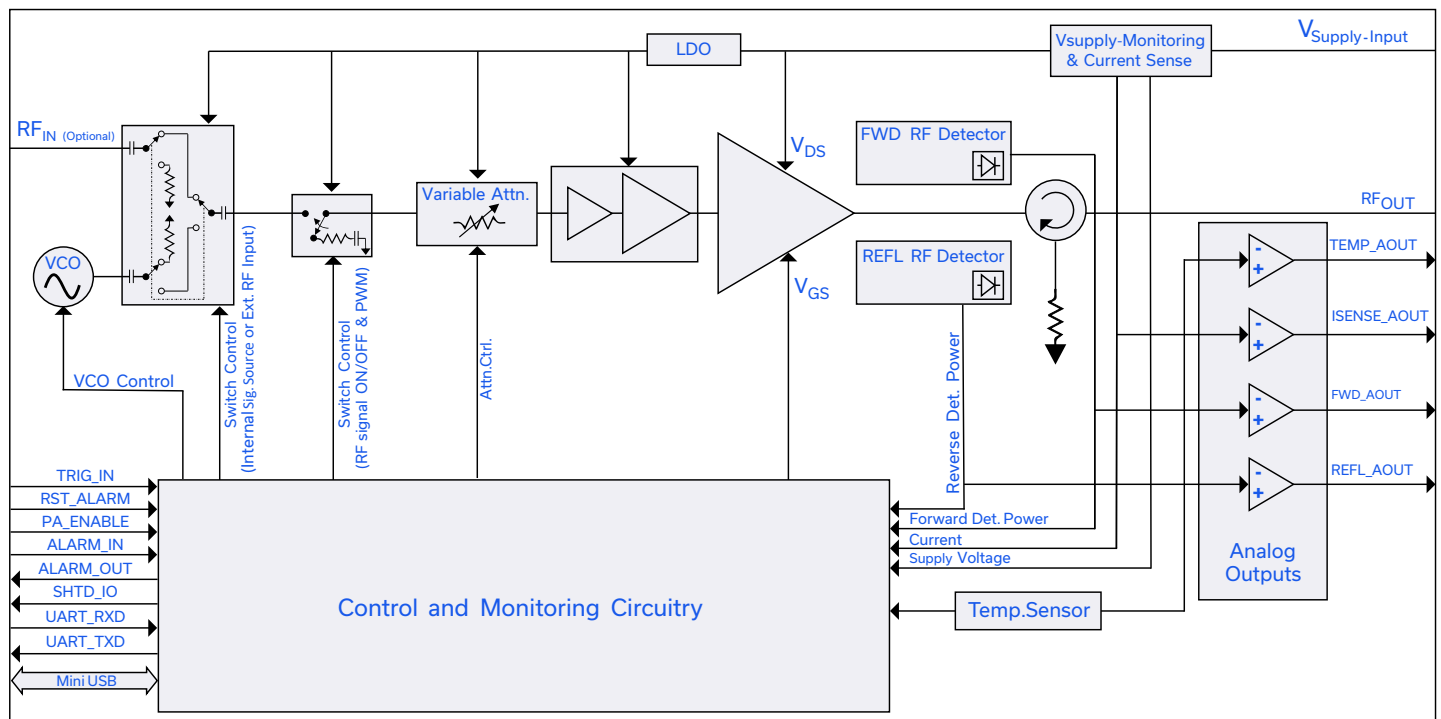 LDO
Vsupply-Monitoring
& Current Sense
VSupply-Input
RFIN (Optional)
FWD RF Detector
VDS
Variable Attn.
RFOUT
VCO
REFL RF Detector
VGS
TEMP_AOUT
-
+
ISENSE_AOUT
-
+
FWD_AOUT
-
+
REFL_AOUT
-
+
Analog
Outputs
VCO Control
Switch Control
(Internal Sig. Source or Ext. RF Input)
Switch Control
(RF signal ON/OFF & PWM)
Attn.Ctrl.
Reverse Det. Power
Forward Det. Power
Current
Supply Voltage
Temp.Sensor
TRIG_IN
RST_ALARM
PA_ENABLE
ALARM_IN
ALARM_OUT
SHTD_IO
UART_RXD
UART_TXD
Mini USB
Control and Monitoring Circuitry